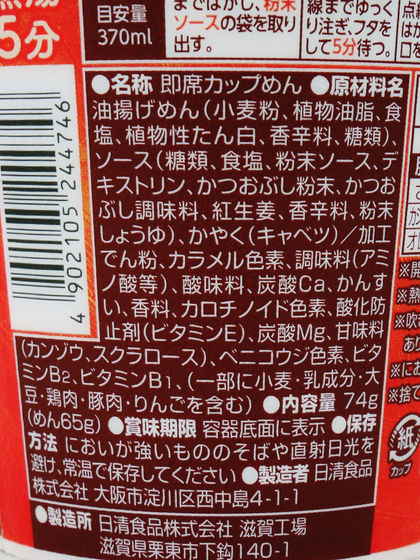 5分
目安量
370ml
まではがし、粉末
ソースの袋を取り
出す。
線までゆっく
り注ぎ、フタを
して5分待つ。
4 902105 244746
●名称 即席カップめん ●原材料名
油揚げめん(小麦粉、植物油脂、食
塩、植物性たん白、香辛料、糖類)、
ソース(糖類、食塩、粉末ソース、デ
キストリン、かつおぶし粉末、かつお
ぶし調味料、紅生姜、香辛料、粉末
しょうゆ)、かやく(キャベツ)/加工
でん粉、カラメル色素、調味料(アミ
ノ酸等)、酸味料、炭酸Ca、かんす
い、香料、カロチノイド色素、酸化防
止剤(ビタミンE)、炭酸Mg、甘味料
(カンゾウ、スクラロース)、ベニコウジ色素、ビタ
ミンB2、ビタミンB1、(一部に小麦・乳成分・大
豆・鶏肉・豚肉・りんごを含む) ●内容量 74g
(めん65g) ●賞味期限 容器底面に表示 ●保存
方法 においが強いもののそばや直射日光を
避け、常温で保存してください ●製造者 日清食品
株式会社 大阪市淀川区西中島4-1-1
●製造所 日清食品株式会社 滋賀工場
滋賀県栗東市下鈎140-1
紙
カップ